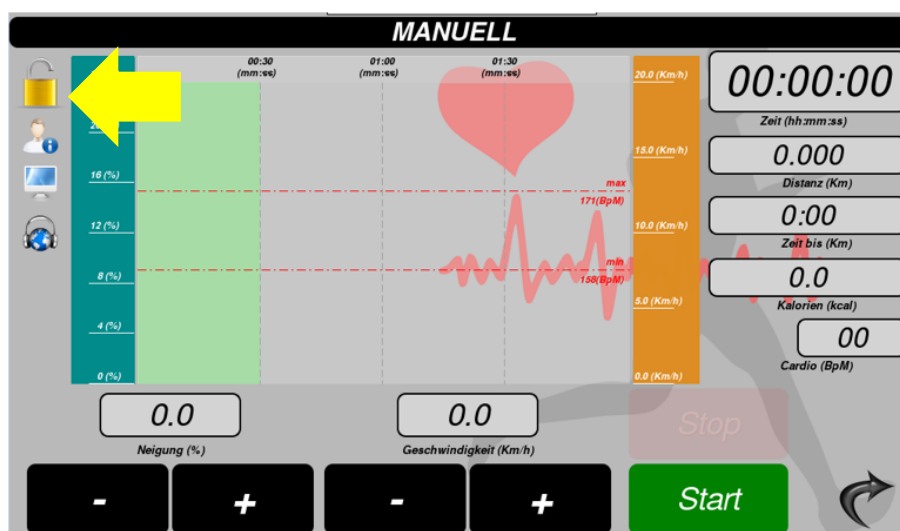 MANUELL
00:30
(mm:ss)
01:00
(mm:ss)
01:30
(mm:ss)
20.0 (Km/h)
00:00:00
Zeit (hh:mm:ss)
15.0 (Km/h)
0.000
Distanz (Km)
16 (%)
max
171(BpM)
0:00
Zeit bis (Km)
12 (%)
10.0 (Km/h)
min
158(BpM)
0.0
Kalorien (kcal)
8 (%)
5.0 (Km/h)
4 (%)
00
Cardio (BpM)
0 (%)
0.0 (Km/h)
0.0
Neigung (%)
0.0
Geschwindigkeit (Km/h)
Stop
-
+
-
+
Start